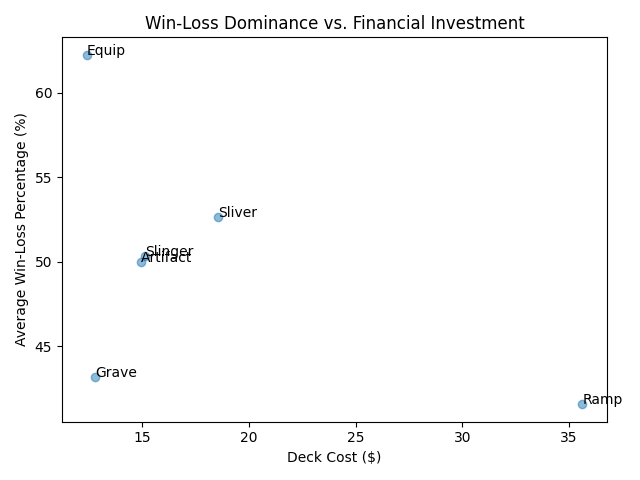 Win-Loss Dominance vs. Financial Investment
Equip
60
55
Sliver
Slinger
Artifact
50
45
Grave
Ramp
Average Win-Loss Percentage (%)
15 20 25 30 35
Deck Cost ($)